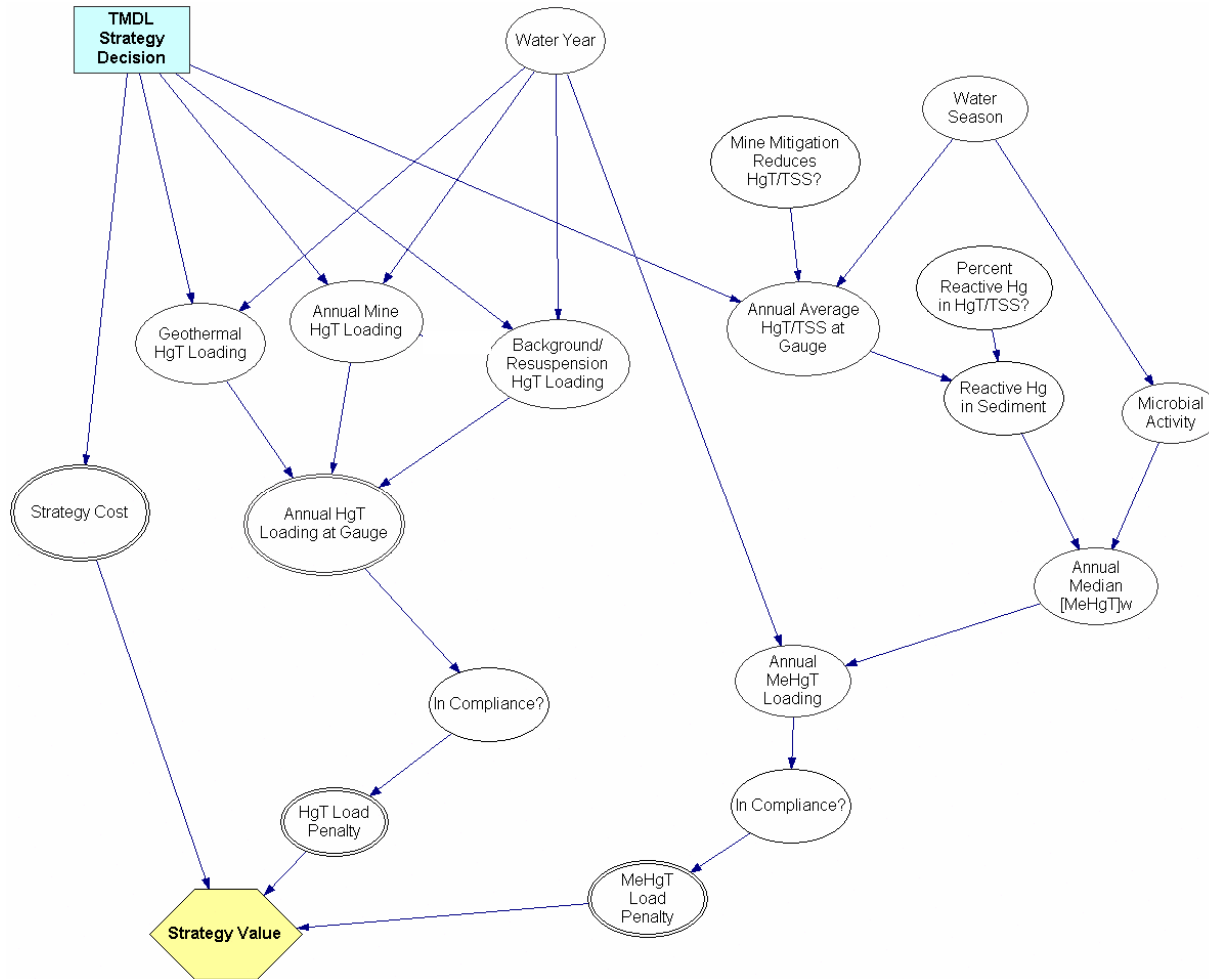 TMDL
Strategy
Decision
Water Year
Water
Season
Mine Mitigation
Reduces
HgT/TSS?
Percent
Reactive Hg
in HgT/TSS?
Geothermal
HgT Loading
Annual Mine
HgT Loading
Background/
Resuspension
HgT Loading
Annual Average
HgT/TSS at
Gauge
Reactive Hg
in Sediment
Microbial
Activity
Strategy Cost
Annual HgT
Loading at Gauge
Annual
Median
[MeHgT]w
Annual
MeHgT
Loading
In Compliance?
In Compliance?
HgT Load
Penalty
MeHgT
Load
Penalty
Strategy Value